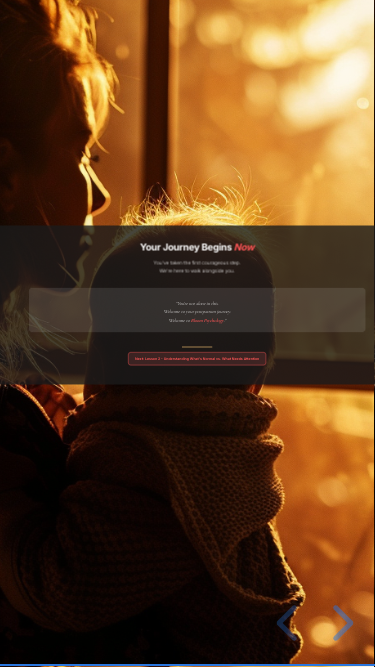 Your Journey Begins Now
You've taken the first courageous step.
We're here to walk alongside you.
"You're not alone in this.
Welcome to your postpartum journey.
Welcome to Bloom Psychology."
Next: Lesson 2 - Understanding What's Normal vs. What Needs Attention